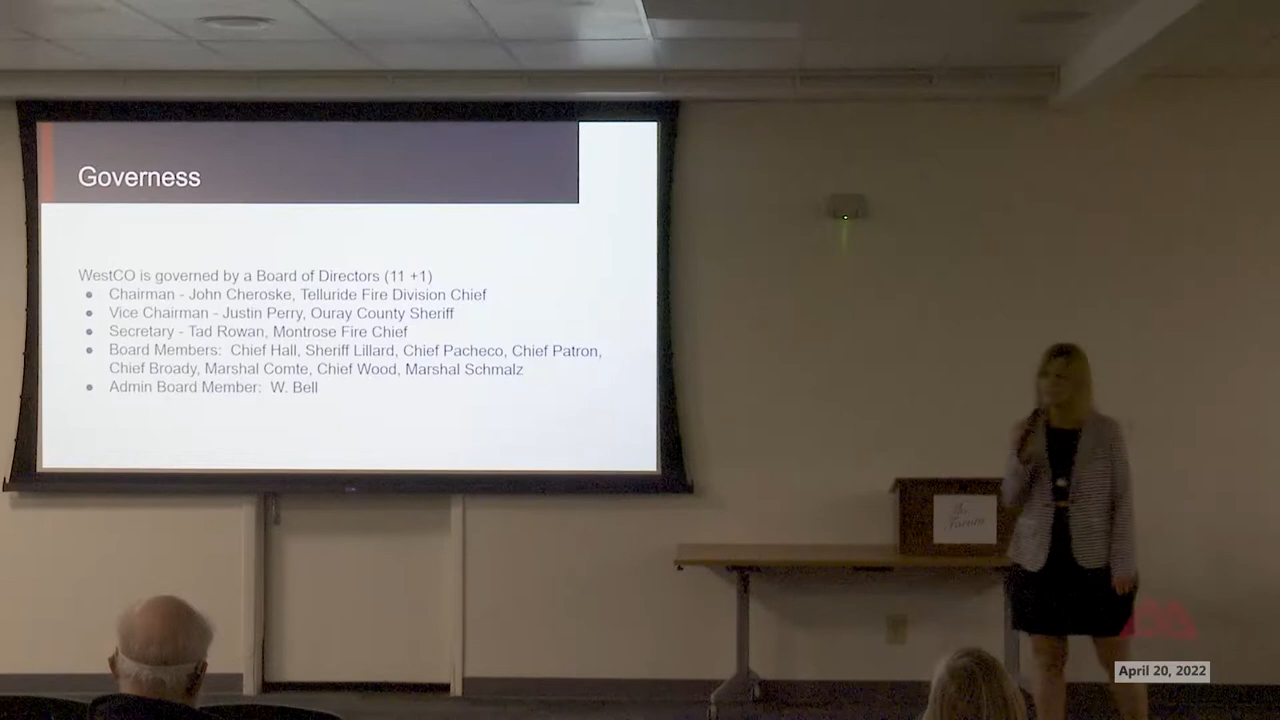 Governess
WestCO is governed by a Board of Directors (11 +1)
Chairman - John Cheroske, Telluride Fire Division Chief
Vice Chairman - Justin Perry, Ouray County Sheriff
Secretary - Tad Rowan, Montrose Fire Chief
Board Members: Chief Hall, Sheriff Lillard, Chief Pacheco, Chief Patron,
Chief Broady, Marshal Comte, Chief Wood, Marshal Schmalz
Admin Board Member: W. Bell
The
Forum
April 20, 2022